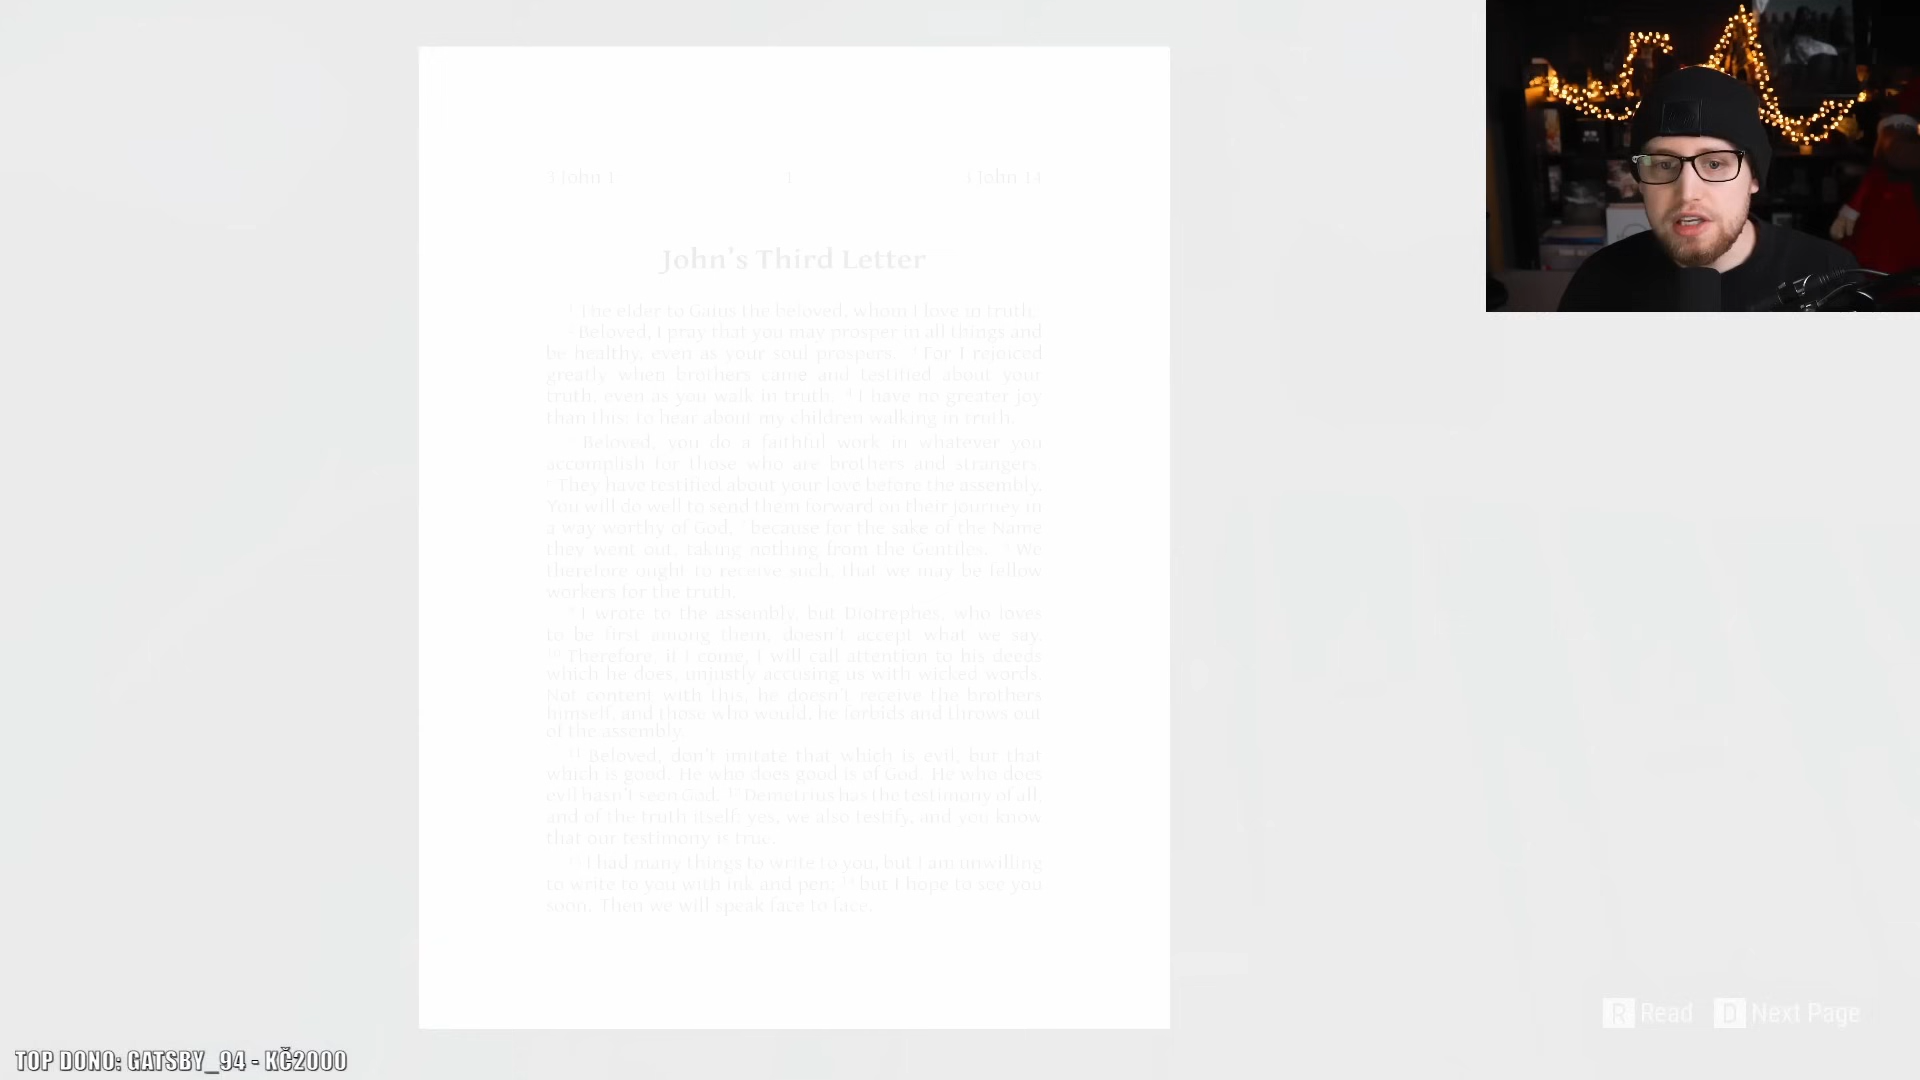 3 John 1 1 3 John 14
John's Third Letter
1 The elder to Gaius the beloved, whom I love in truth.
2 Beloved, I pray that you may prosper in all things and
be healthy, even as your soul prospers. 3 For I rejoiced
greatly when brothers came and testified about your
truth, even as you walk in truth. 4 I have no greater joy
than this: to hear about my children walking in truth.
5 Beloved, you do a faithful work in whatever you
accomplish for those who are brothers and strangers.
6 They have testified about your love before the assembly.
You will do well to send them forward on their journey in
a way worthy of God, 7 because for the sake of the Name
they went out, taking nothing from the Gentiles. 8 We
therefore ought to receive such, that we may be fellow
workers for the truth.
9 I wrote to the assembly, but Diotrephes, who loves
to be first among them, doesn't accept what we say.
10 Therefore, if I come, I will call attention to his deeds
which he does, unjustly accusing us with wicked words.
Not content with this, he doesn't receive the brothers
himself, and those who would, he forbids and throws out
of the assembly.
11 Beloved, don't imitate that which is evil, but that
which is good. He who does good is of God. He who does
evil hasn't seen God. 12 Demetrius has the testimony of all,
and of the truth itself; yes, we also testify, and you know
that our testimony is true.
13 I had many things to write to you, but I am unwilling
to write to you with ink and pen; 14 but I hope to see you
soon. Then we will speak face to face.
R Read D Next Page
TOP DONO: GATSBY_94 - KČ2000